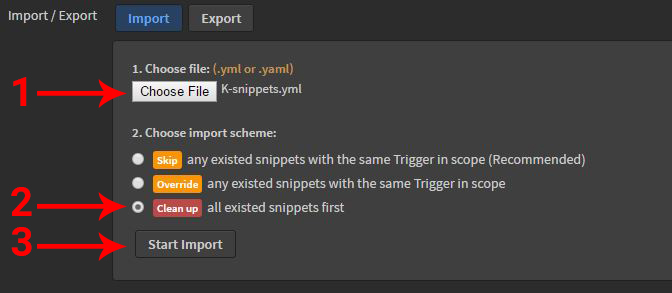 Import / Export Import Export
1. Choose file: (.yml or .yaml)
1 Choose File K-snippets.yml
2. Choose import scheme:
Skip any existed snippets with the same Trigger in scope (Recommended)
Override any existed snippets with the same Trigger in scope
2 Clean up all existed snippets first
3 Start Import